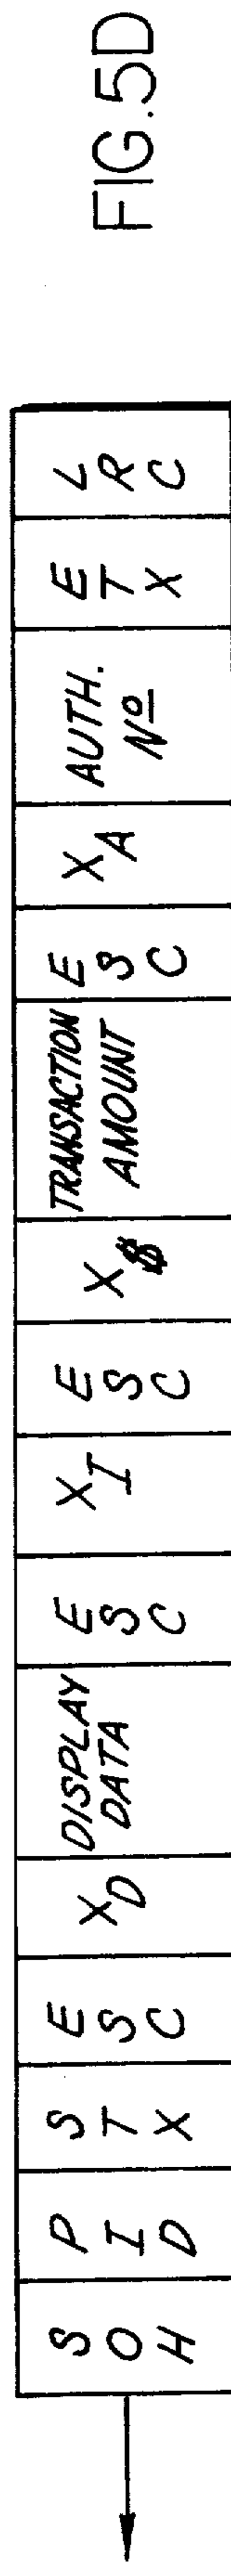 SOH
PID
STX
ESC
X_D
DISPLAY
DATA
ESC
X_I
ESC
X_$
TRANSACTION
AMOUNT
ESC
X_A
AUTH.
Nº
ETX
LRC
FIG.5D